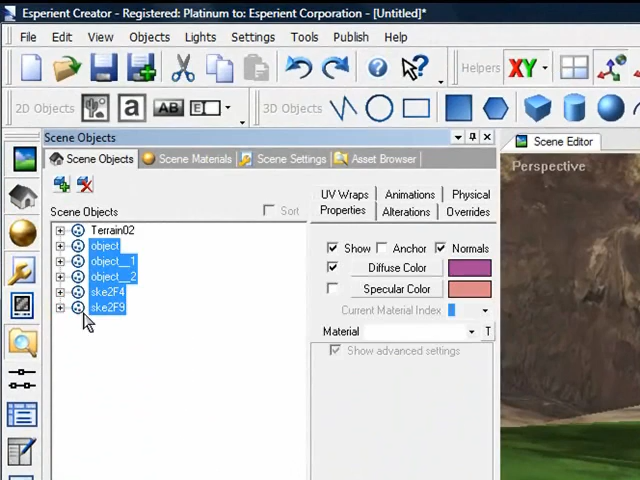 Esperient Creator - Registered: Platinum to: Esperient Corporation - [Untitled]*
File Edit View Objects Lights Settings Tools Publish Help
Helpers XY
2D Objects a AB E 3D Objects
Scene Objects
Scene Objects Scene Materials Scene Settings Asset Browser
Scene Editor
Perspective
UV Wraps Animations Physical
Properties Alterations Overrides
Scene Objects Sort
Terrain02
object
object__1
object__2
ske2F4
ske2F9
Show Anchor Normals
Diffuse Color
Specular Color
Current Material Index
Material T
Show advanced settings